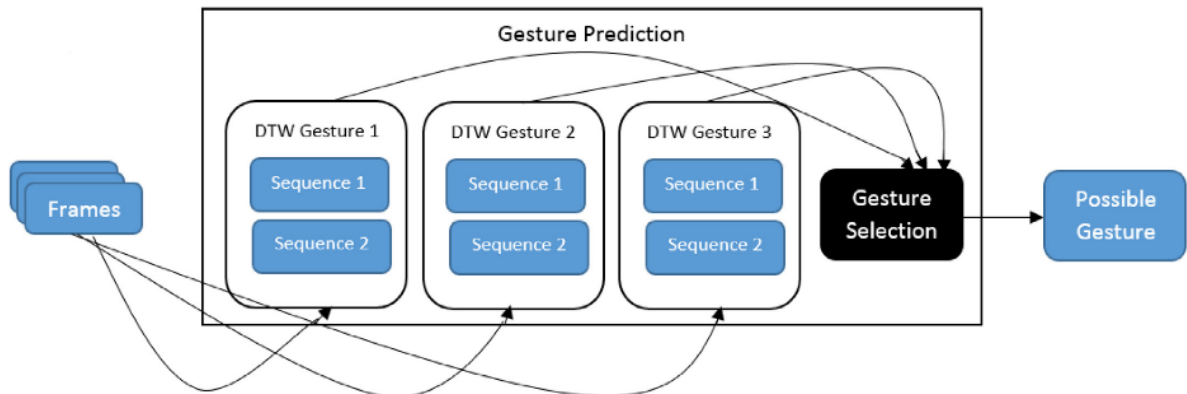 Gesture Prediction
DTW Gesture 1
Sequence 1
Sequence 2
DTW Gesture 2
Sequence 1
Sequence 2
DTW Gesture 3
Sequence 1
Sequence 2
Frames
Gesture
Selection
Possible
Gesture